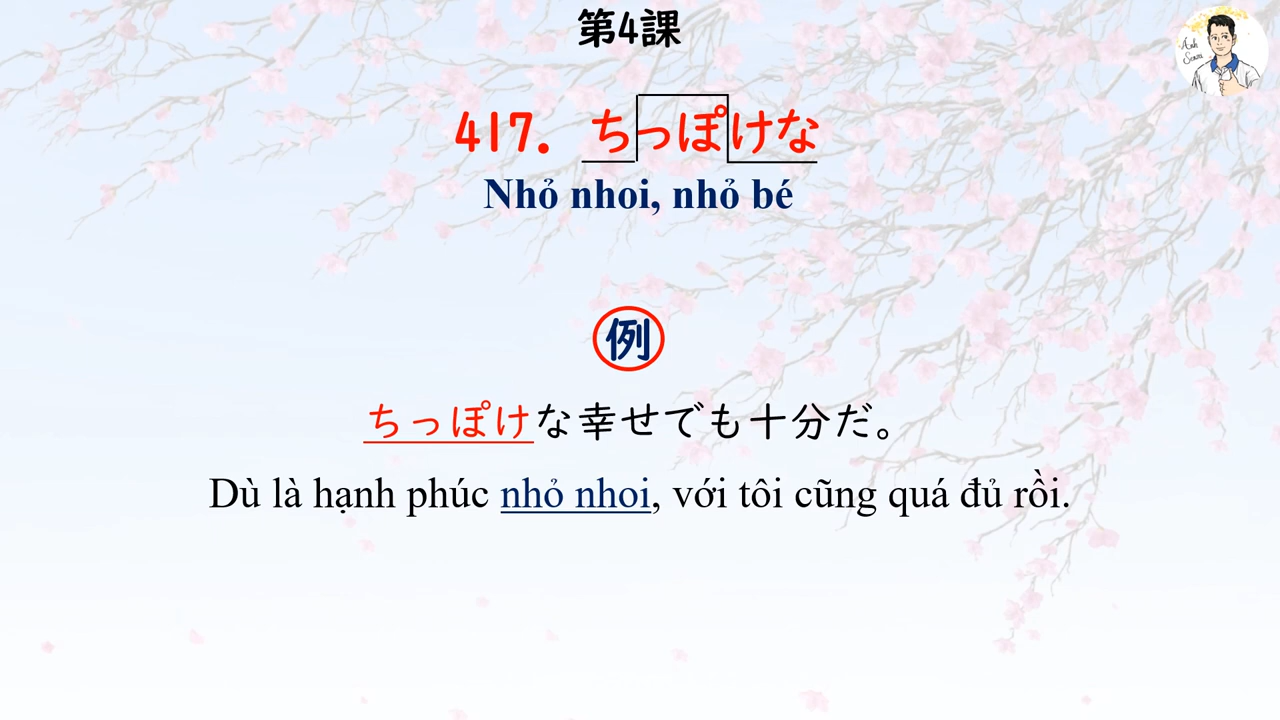 第4課
Anh
Sensei
417. ちっぽけな
Nhỏ nhoi, nhỏ bé
例
ちっぽけな幸せでも十分だ。
Dù là hạnh phúc nhỏ nhoi, với tôi cũng quá đủ rồi.